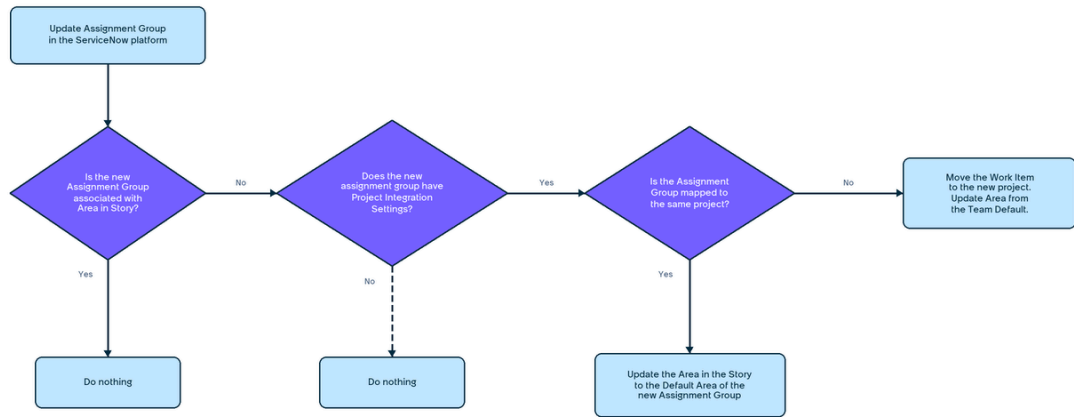 Update Assignment Group
in the ServiceNow platform
Is the new
Assignment Group
associated with
Area in Story?
No
Does the new
assignment group have
Project Integration
Settings?
Yes
Is the Assignment
Group mapped to
the same project?
No
Move the Work Item
to the new project.
Update Area from
the Team Default.
Yes
No
Yes
Do nothing
Do nothing
Update the Area in the Story
to the Default Area of the
new Assignment Group